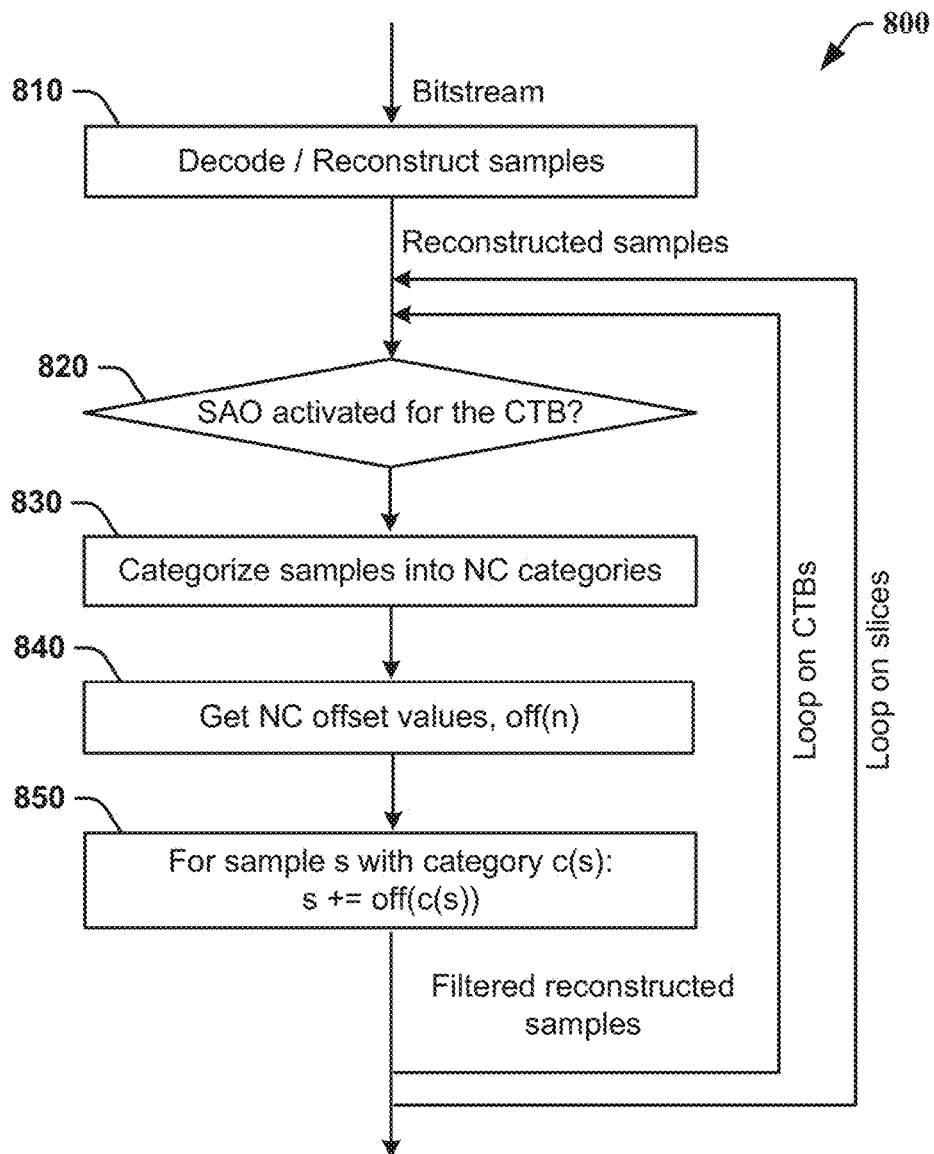 800
Bitstream
810
Decode / Reconstruct samples
Reconstructed samples
820
SAO activated for the CTB?
830
Categorize samples into NC categories
840
Get NC offset values, off(n)
850
For sample s with category c(s):
s += off(c(s))
Filtered reconstructed
samples
Loop on CTBs
Loop on slices